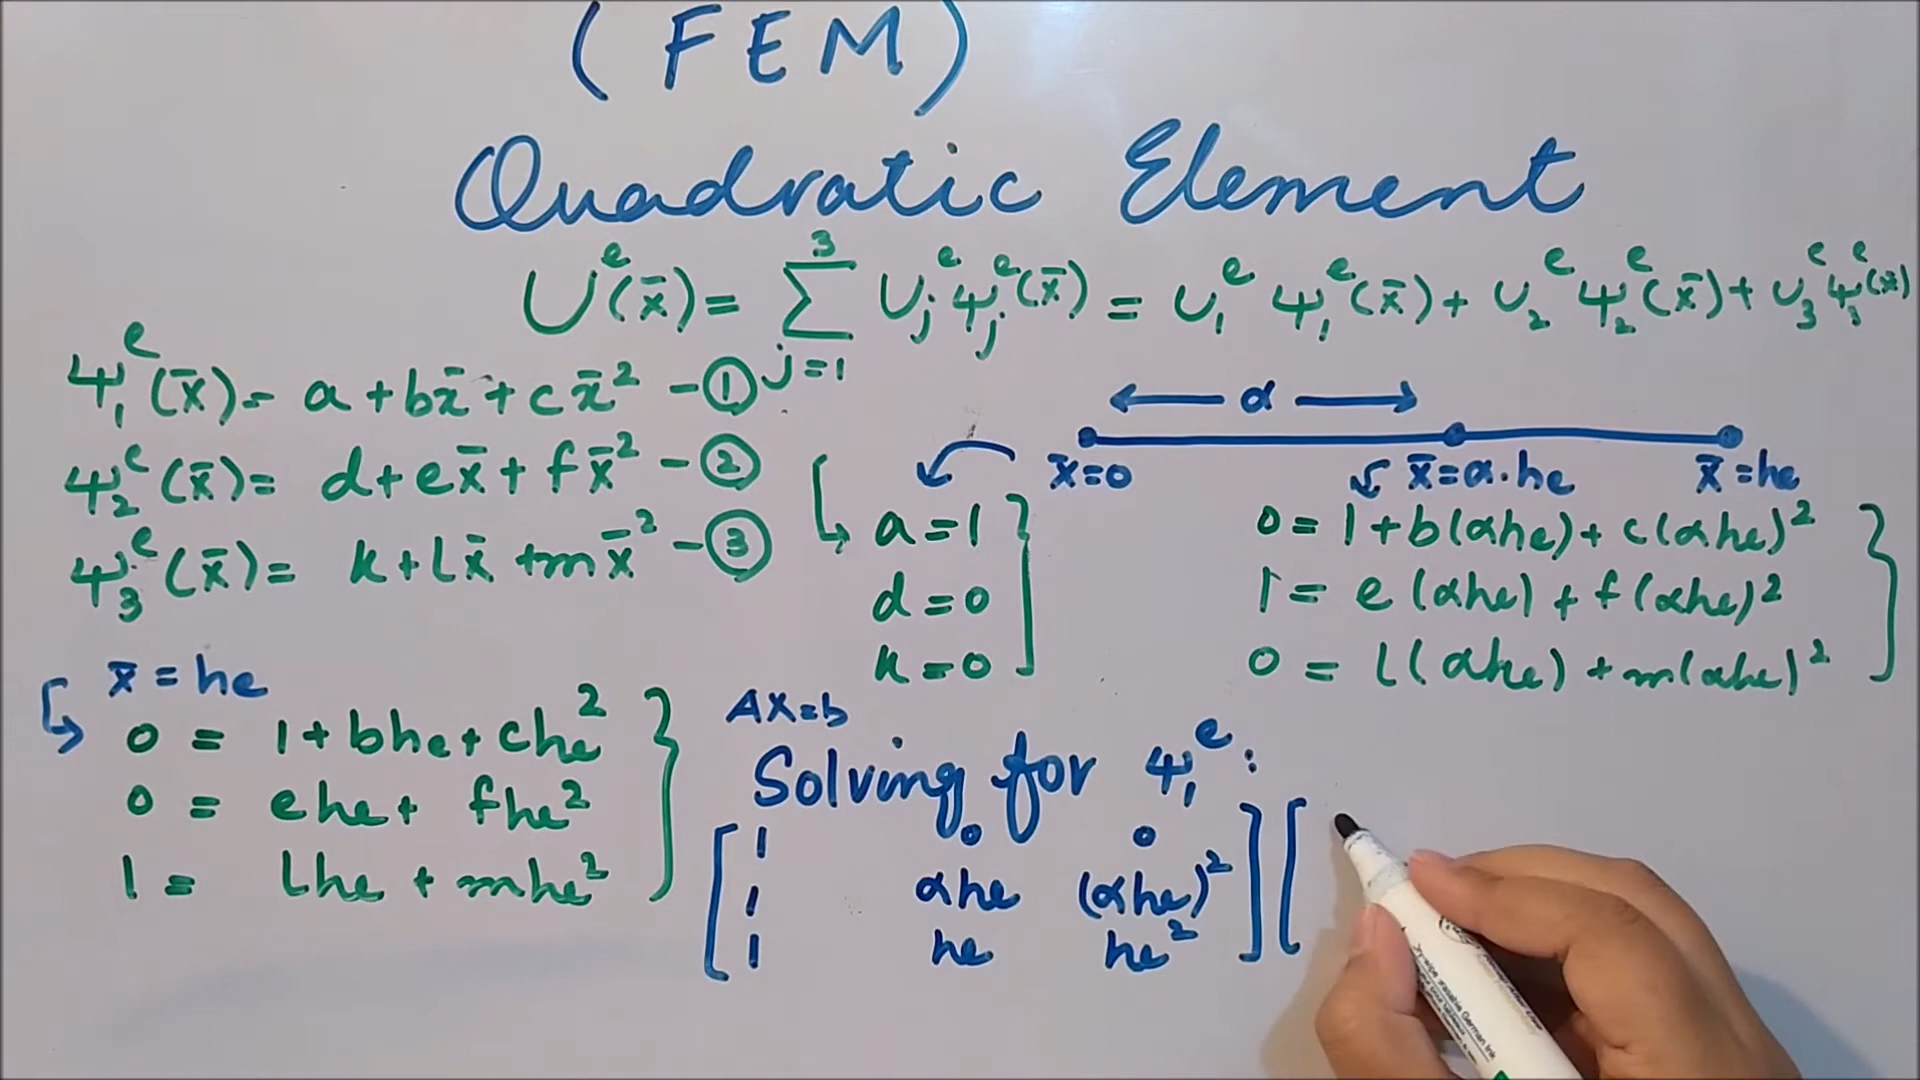 (FEM)
Quadratic Element
U^e(x̄) = Σ_{j=1}^{3} U_j^e ψ_j^e(x̄) = U_1^e ψ_1^e(x̄) + U_2^e ψ_2^e(x̄) + U_3^e ψ_3^e(x̄)
ψ_1^e(x̄) = a + bx̄ + cx̄² - ①
ψ_2^e(x̄) = d + ex̄ + fx̄² - ②
ψ_3^e(x̄) = k + lx̄ + mx̄² - ③
← α →
x̄=0
x̄=α.he
x̄=he
a=1
d=0
k=0
0 = 1 + b(αhe) + c(αhe)²
1 = e(αhe) + f(αhe)²
0 = l(αhe) + m(αhe)²
x̄ = he
0 = 1 + bhe + che²
0 = ehe + fhe²
1 = lhe + mhe²
AX=b
Solving for ψ_1^e :
[ 1 0 0
1 αhe (αhe)²
1 he he² ] [